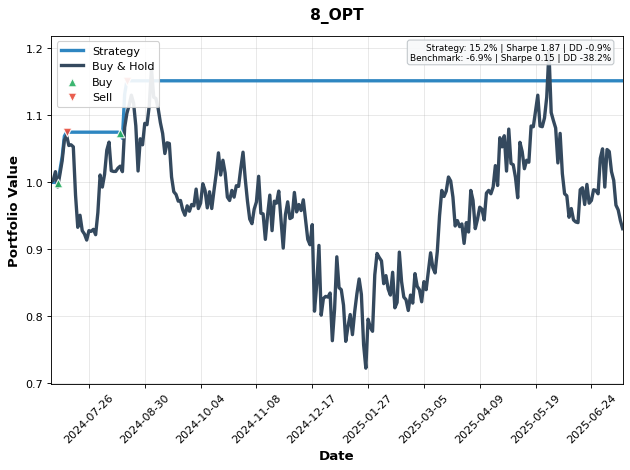 8_OPT
Strategy
Buy & Hold
Buy
Sell
Strategy: 15.2% | Sharpe 1.87 | DD -0.9%
Benchmark: -6.9% | Sharpe 0.15 | DD -38.2%
Portfolio Value
1.2
1.1
1.0
0.9
0.8
0.7
2024-07-26
2024-08-30
2024-10-04
2024-11-08
2024-12-17
2025-01-27
2025-03-05
2025-04-09
2025-05-19
2025-06-24
Date